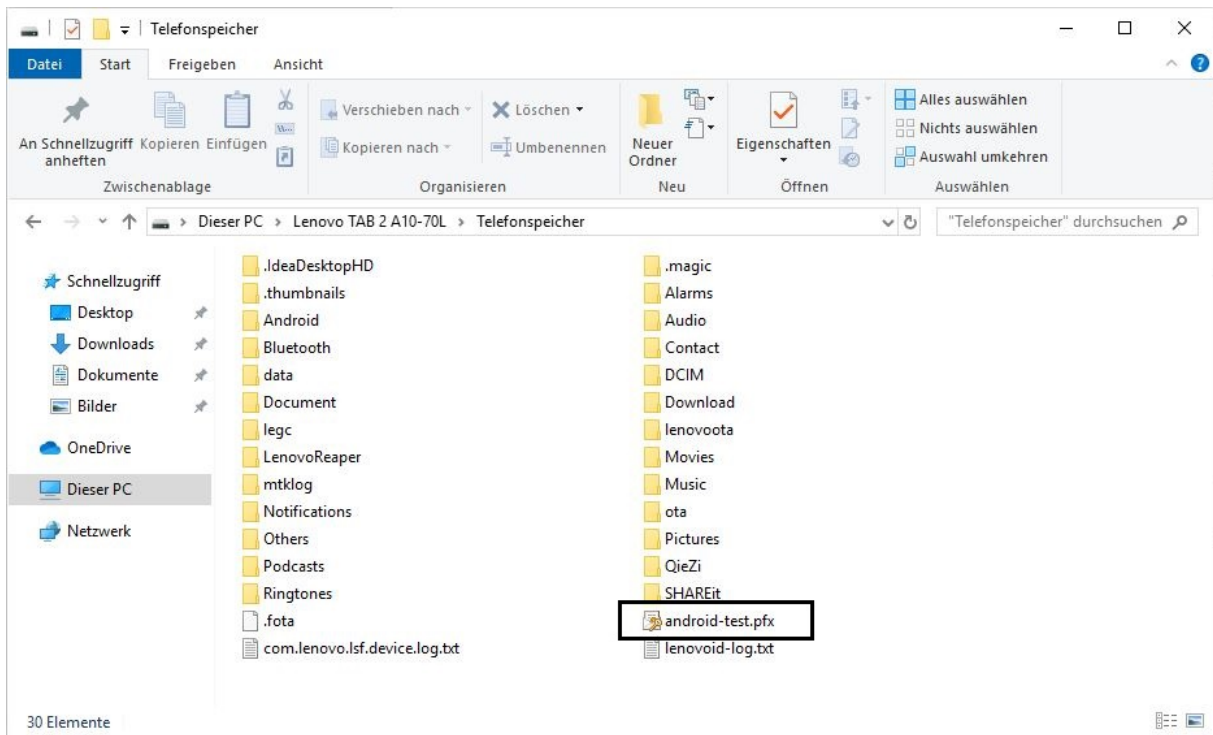 Telefonspeicher
Datei Start Freigeben Ansicht
An Schnellzugriff anheften
Kopieren
Einfügen
Zwischenablage
Verschieben nach
Kopieren nach
Löschen
Umbenennen
Organisieren
Neuer Ordner
Neu
Eigenschaften
Öffnen
Alles auswählen
Nichts auswählen
Auswahl umkehren
Auswählen
Dieser PC > Lenovo TAB 2 A10-70L > Telefonspeicher
"Telefonspeicher" durchsuchen
Schnellzugriff
Desktop
Downloads
Dokumente
Bilder
OneDrive
Dieser PC
Netzwerk
.IdeaDesktopHD
.thumbnails
Android
Bluetooth
data
Document
legc
LenovoReaper
mtklog
Notifications
Others
Podcasts
Ringtones
.fota
com.lenovo.lsf.device.log.txt
.magic
Alarms
Audio
Contact
DCIM
Download
lenovoota
Movies
Music
ota
Pictures
QieZi
SHAREit
android-test.pfx
lenovoid-log.txt
30 Elemente